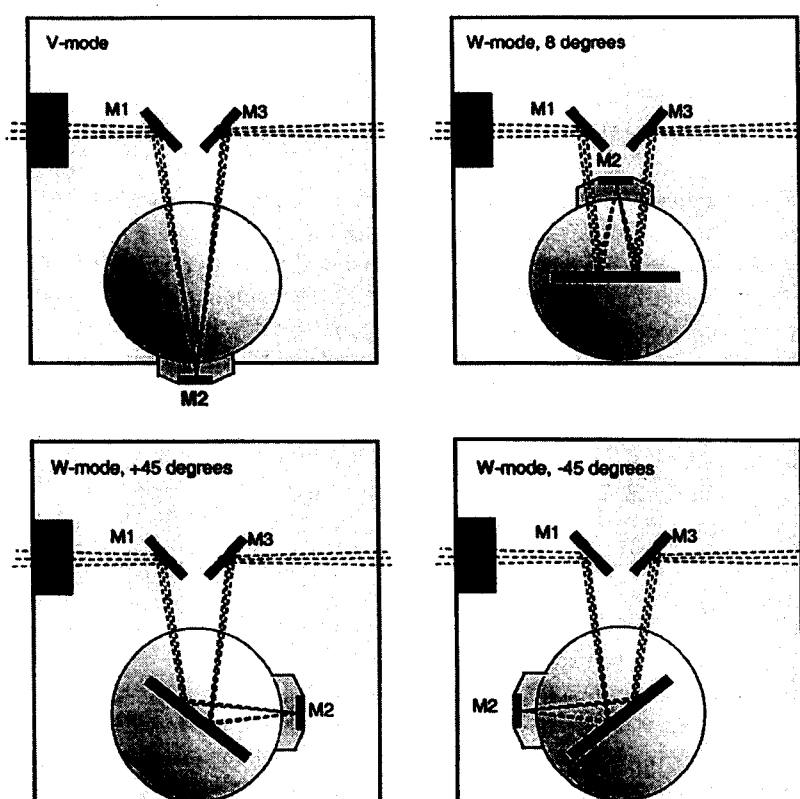 V-mode
M1
M3
M2
W-mode, 8 degrees
M1
M3
M2
W-mode, +45 degrees
M1
M3
M2
W-mode, -45 degrees
M1
M3
M2